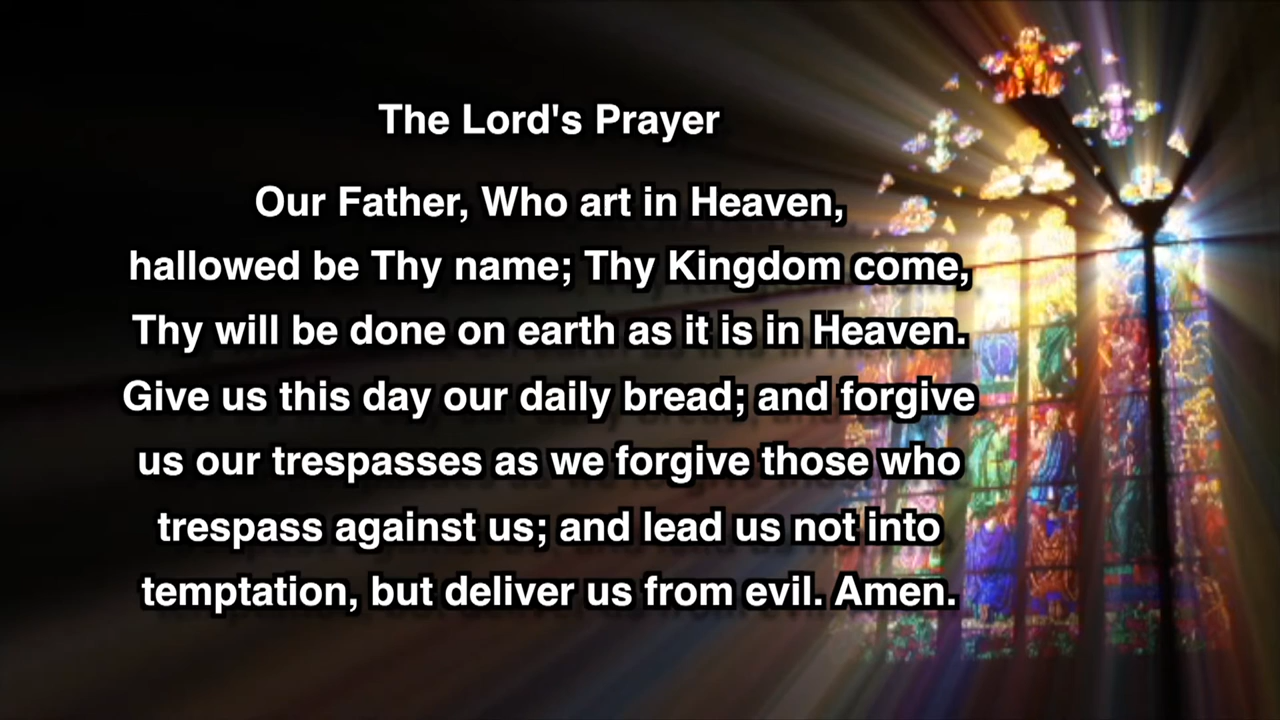 The Lord's Prayer
Our Father, Who art in Heaven,
hallowed be Thy name; Thy Kingdom come,
Thy will be done on earth as it is in Heaven.
Give us this day our daily bread; and forgive
us our trespasses as we forgive those who
trespass against us; and lead us not into
temptation, but deliver us from evil. Amen.